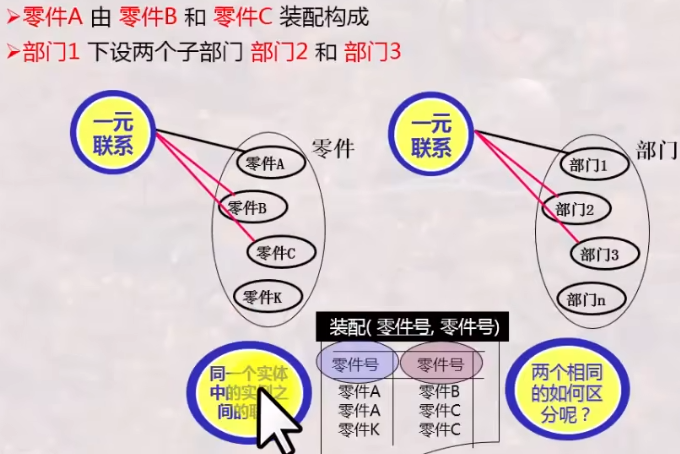 零件A 由 零件B 和 零件C 装配构成
部门1 下设两个子部门 部门2 和 部门3
一元
联系
零件
零件A
零件B
零件C
零件K
一元
联系
部门
部门1
部门2
部门3
部门n
装配( 零件号, 零件号)
零件号 零件号
零件A 零件B
零件A 零件C
零件K 零件C
同一个实体
中的实例之
间的
两个相同
的如何区
分呢？